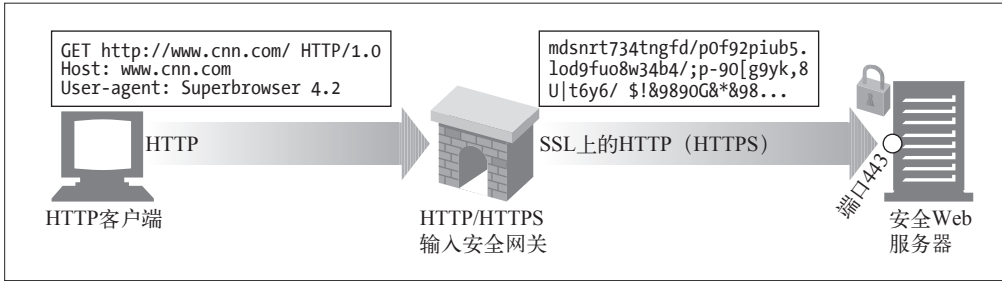 GET http://www.cnn.com/ HTTP/1.0
Host: www.cnn.com
User-agent: Superbrowser 4.2
mdsnrt734tngfd/pOf92piub5.
lod9fuo8w34b4/;p-9O[g9yk,8
U|t6y6/ $!&989OG&*&98...
HTTP
SSL上的HTTP（HTTPS）
端口443
HTTP客户端
HTTP/HTTPS
输入安全网关
安全Web
服务器